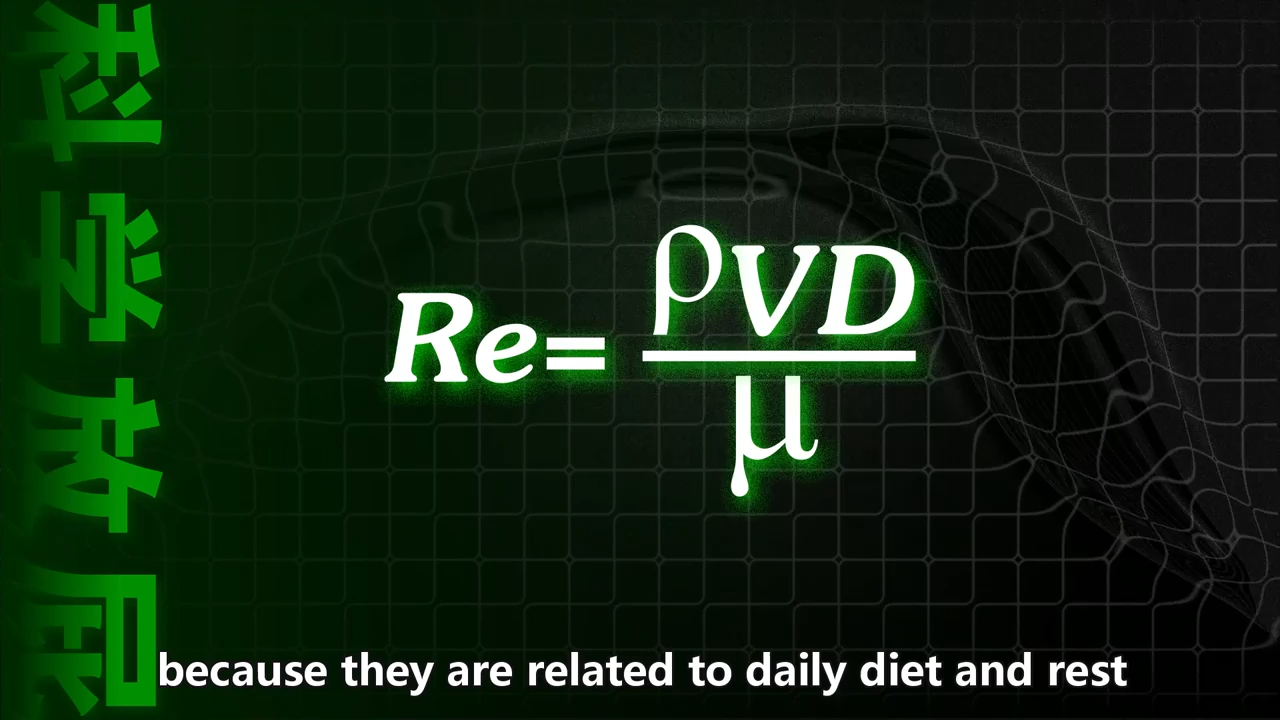 科学放屁
Re= ρVD
μ
because they are related to daily diet and rest